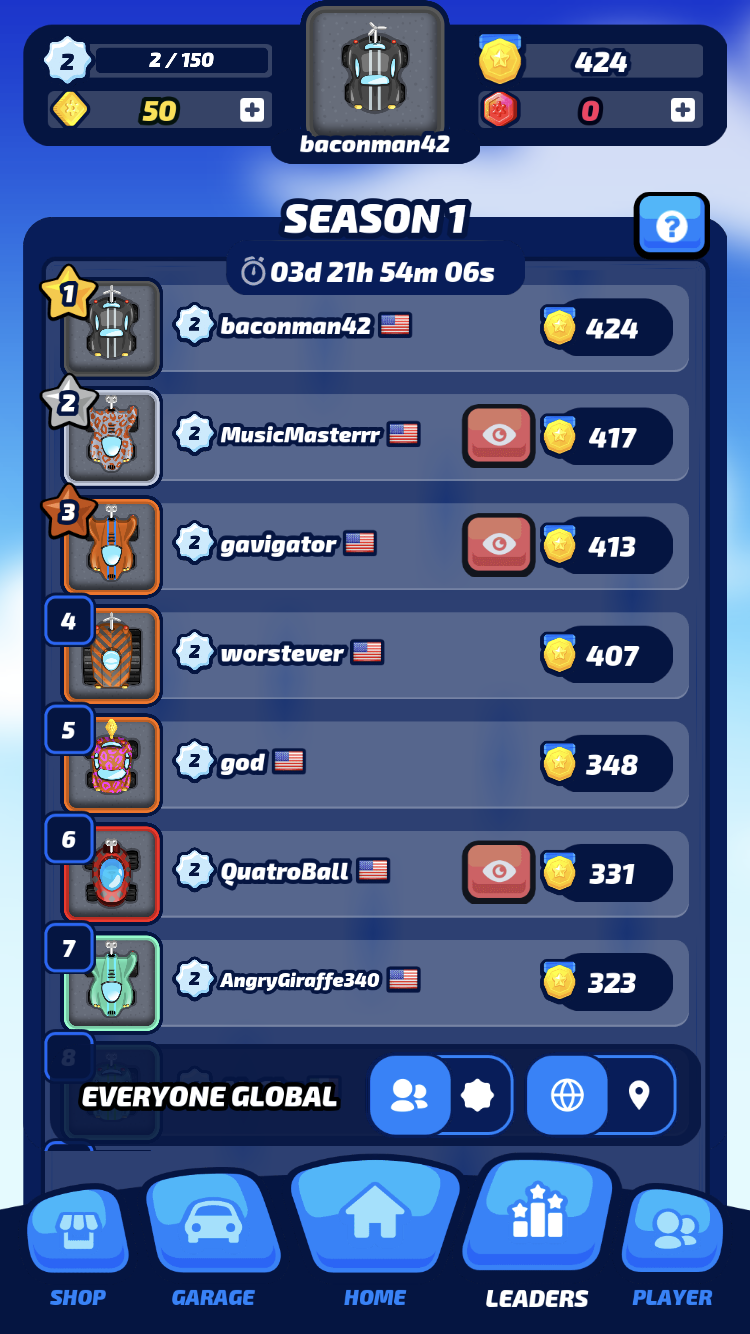 2
2 / 150
424
50
0
baconman42
SEASON 1
03d 21h 54m 06s
?
1
2 baconman42
424
2
2 MusicMasterrr
417
3
2 gavigator
413
4
2 worstever
407
5
2 god
348
6
2 QuatroBall
331
7
2 AngryGiraffe340
323
8
EVERYONE GLOBAL
SHOP
GARAGE
HOME
LEADERS
PLAYER